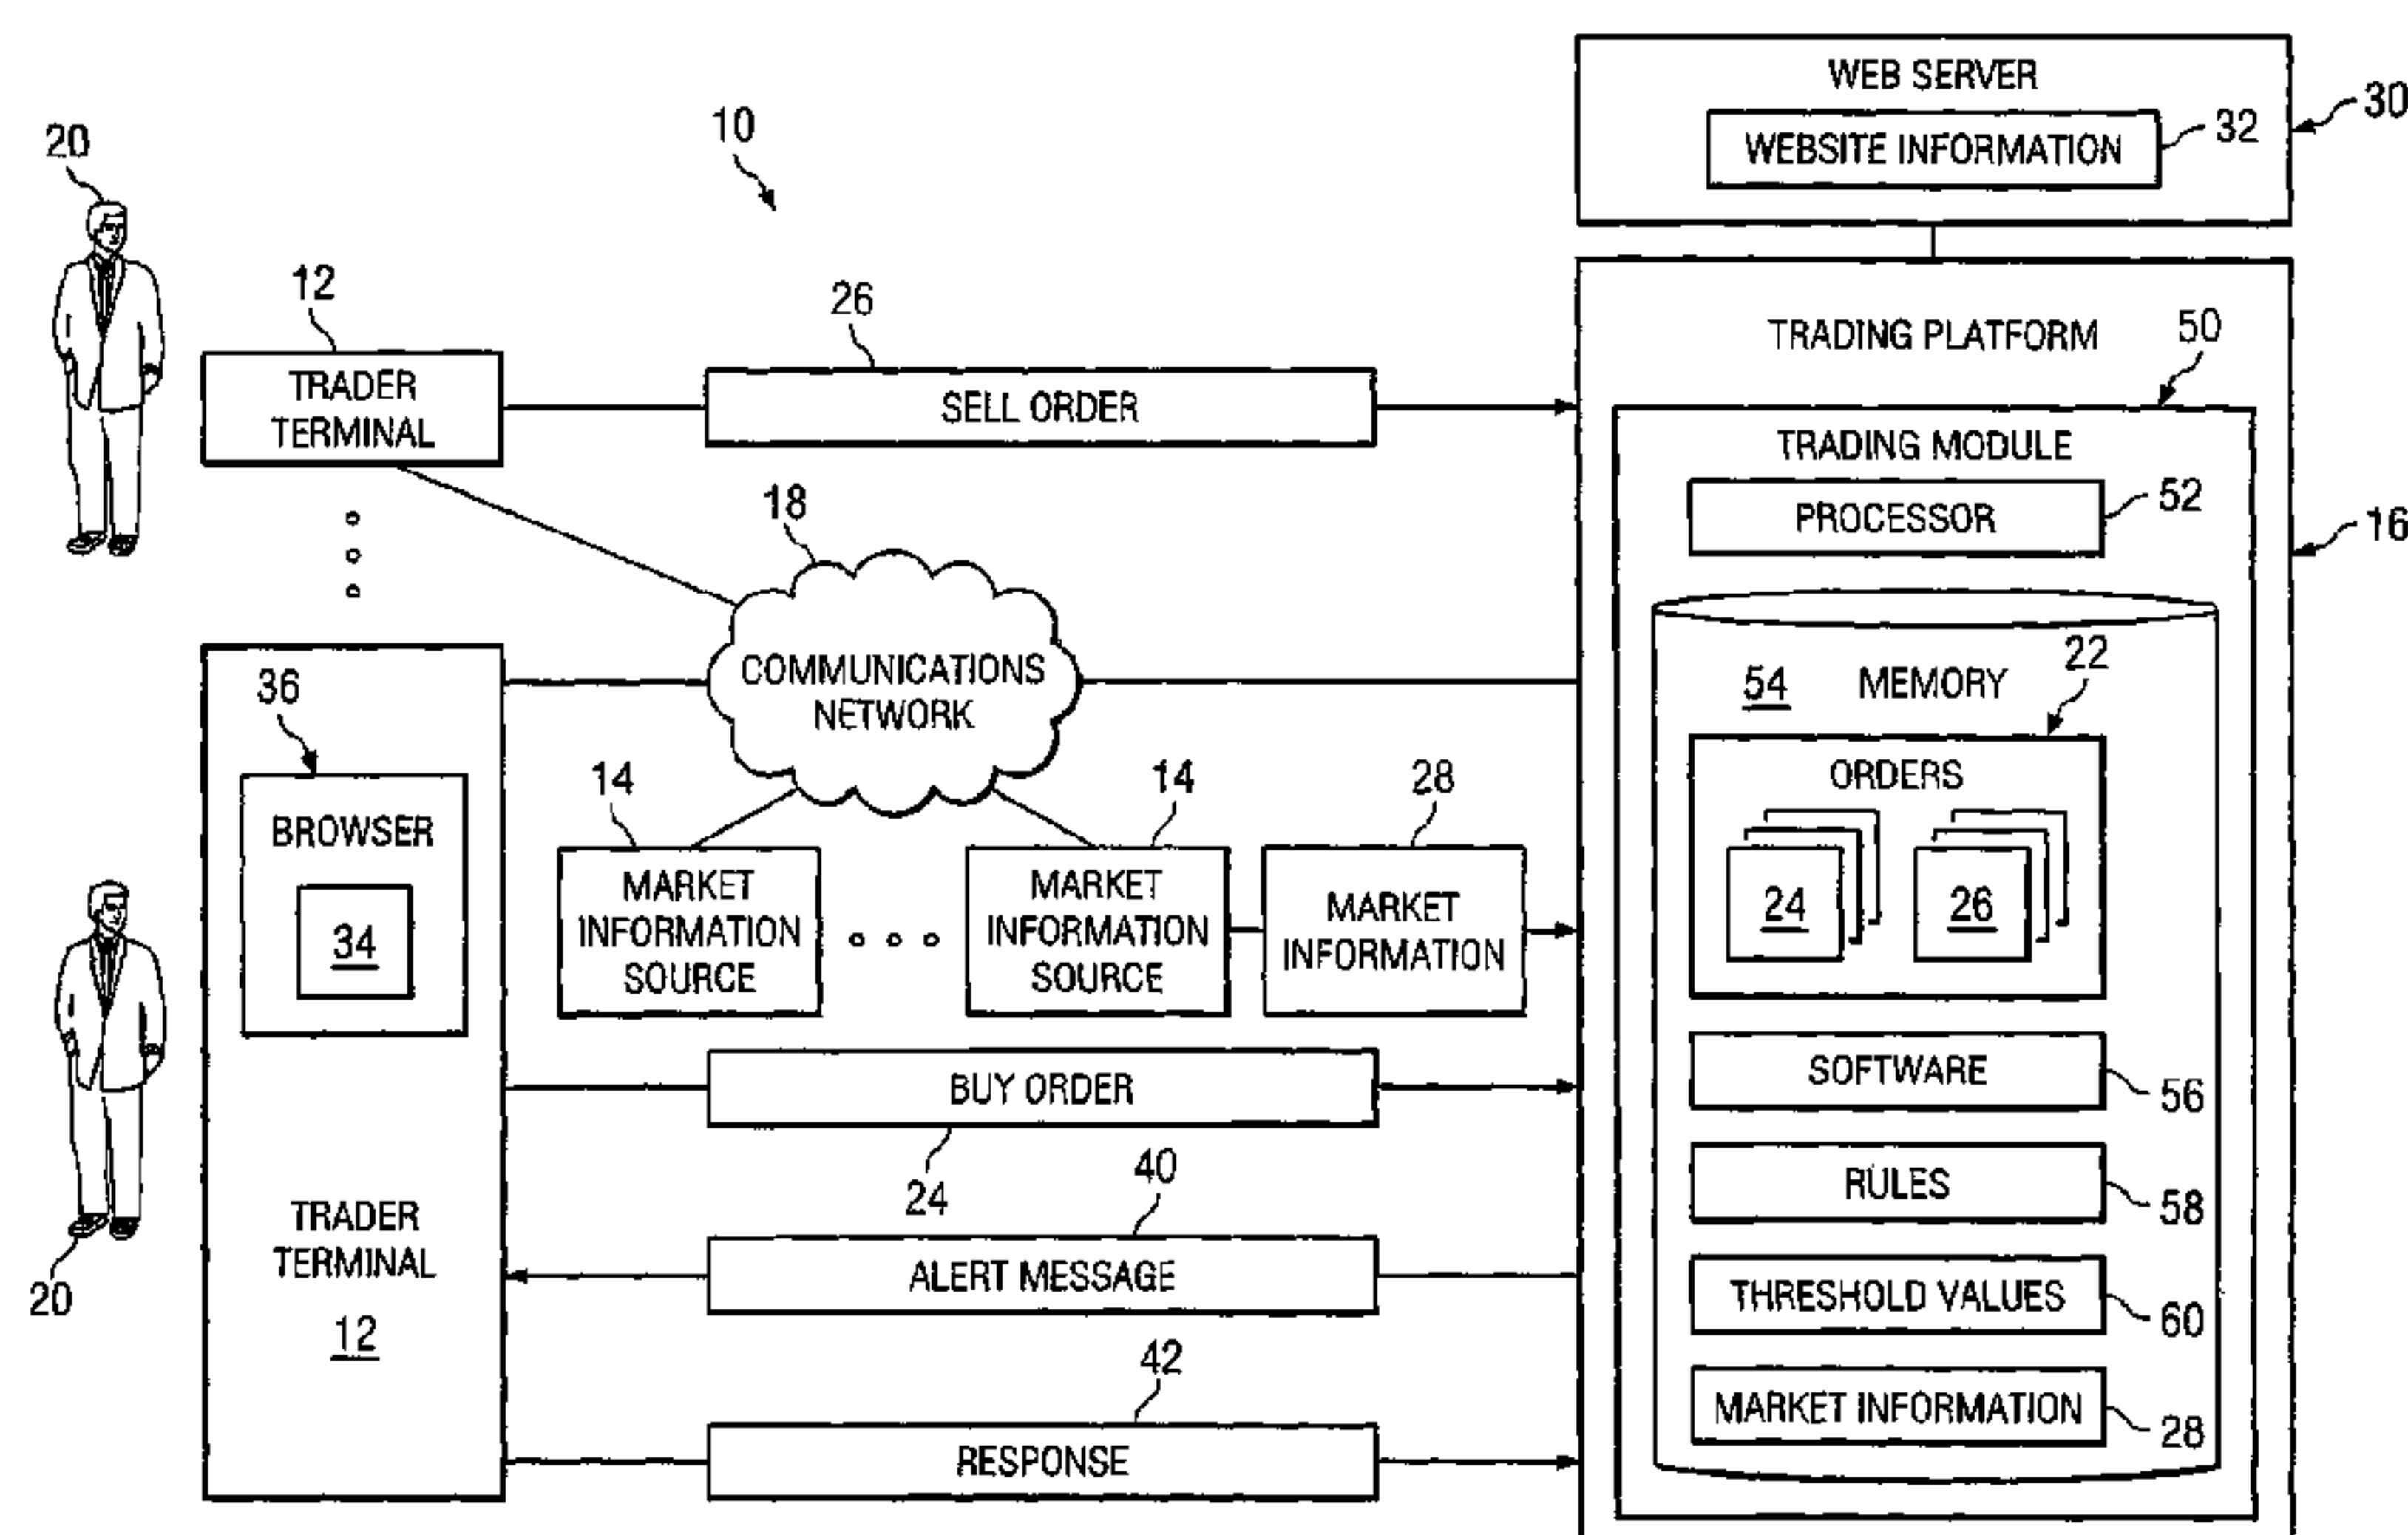 WEB SERVER
30
WEBSITE INFORMATION
32
10
20
12
TRADER
TERMINAL
26
SELL ORDER
TRADING PLATFORM
50
TRADING MODULE
PROCESSOR
52
16
18
COMMUNICATIONS
NETWORK
54
MEMORY
22
ORDERS
24
26
36
BROWSER
34
14
MARKET
INFORMATION
SOURCE
14
MARKET
INFORMATION
SOURCE
28
MARKET
INFORMATION
SOFTWARE
56
BUY ORDER
24
RULES
58
40
ALERT MESSAGE
THRESHOLD VALUES
60
20
TRADER
TERMINAL
12
42
RESPONSE
MARKET INFORMATION
28